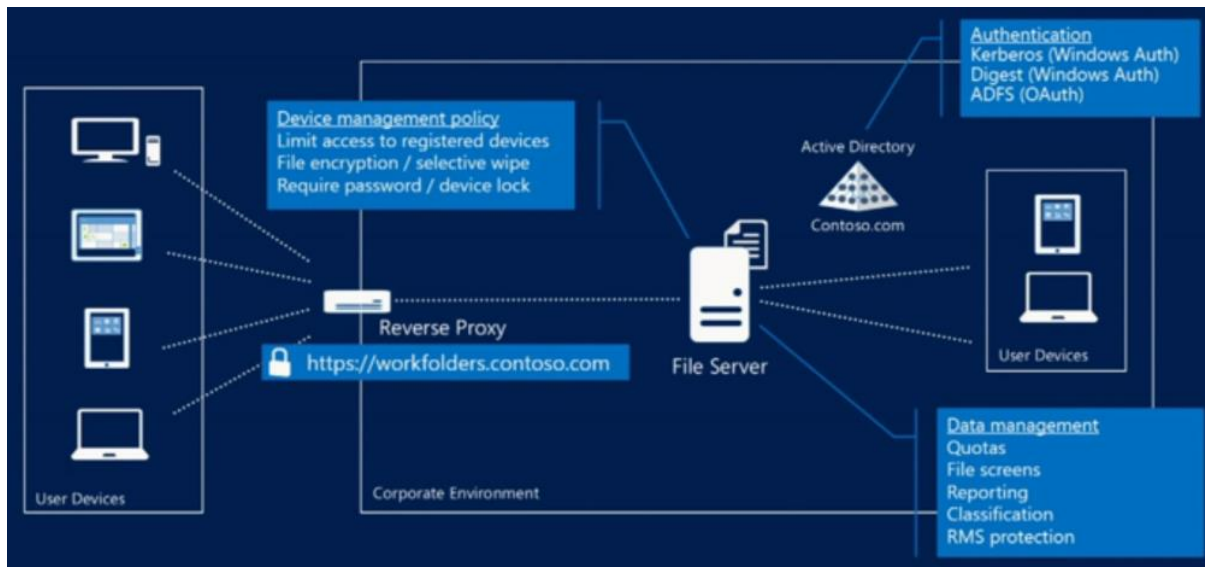 Authentication
Kerberos (Windows Auth)
Digest (Windows Auth)
ADFS (OAuth)
Device management policy
Limit access to registered devices
File encryption / selective wipe
Require password / device lock
Active Directory
Contoso.com
Reverse Proxy
https://workfolders.contoso.com
File Server
User Devices
User Devices
Corporate Environment
Data management
Quotas
File screens
Reporting
Classification
RMS protection